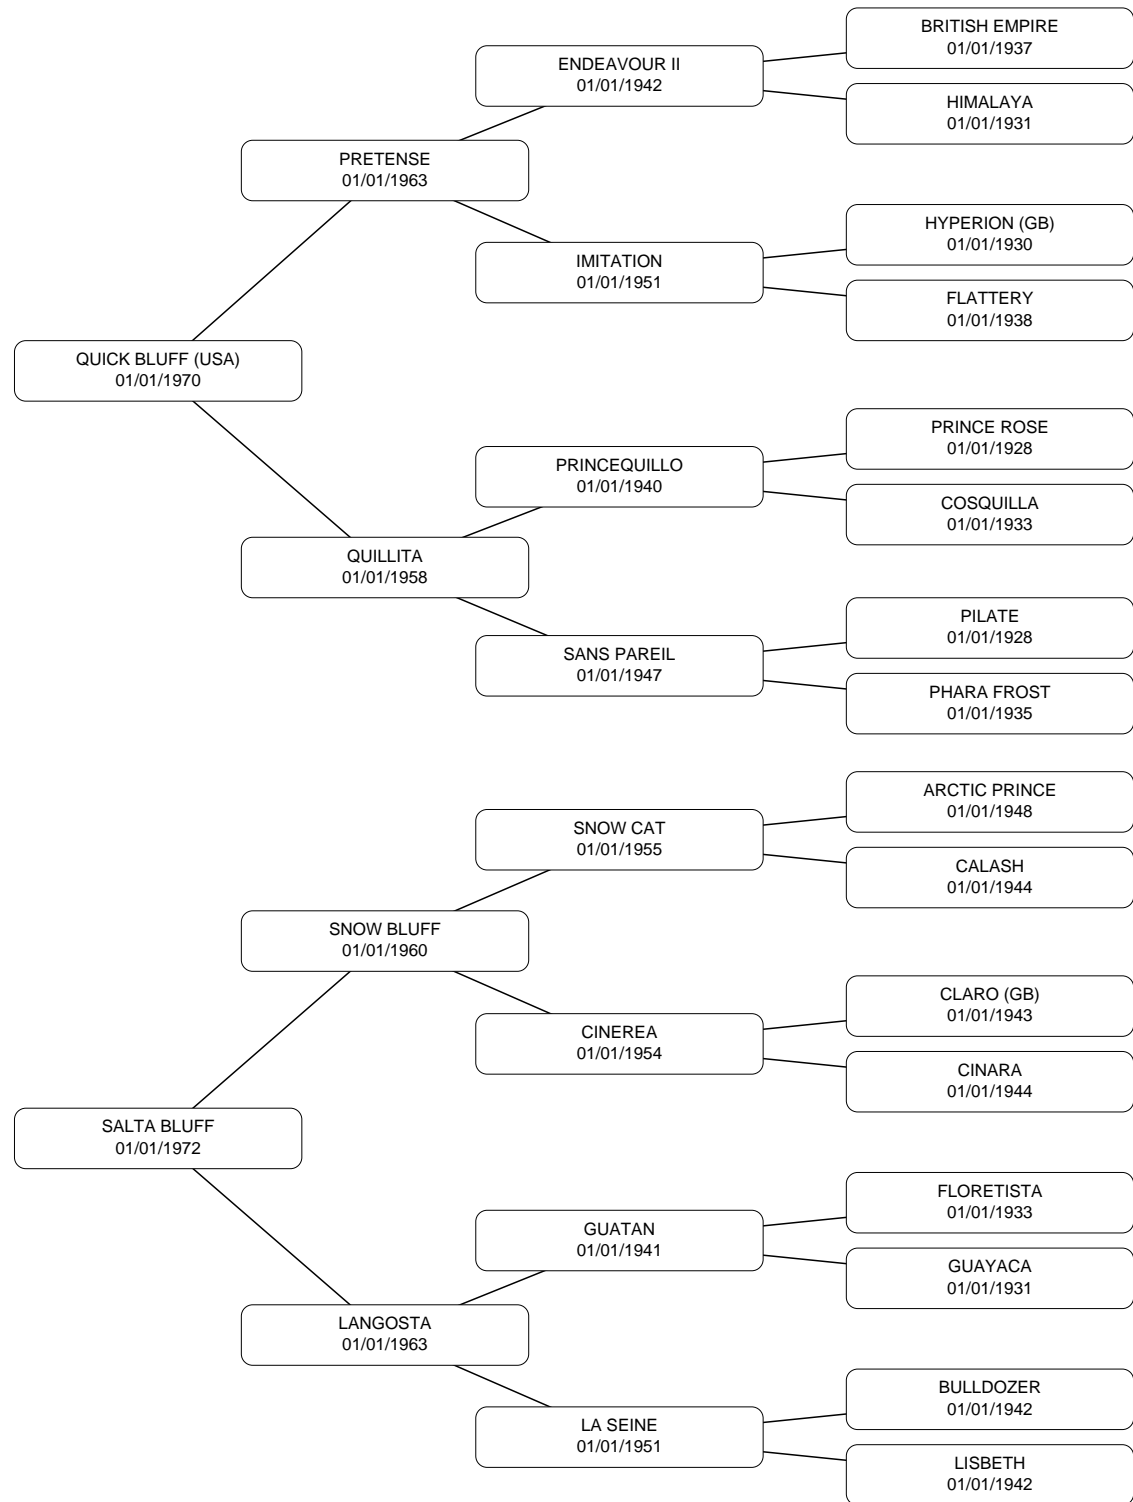 BRITISH EMPIRE
01/01/1937
ENDEAVOUR II
01/01/1942
HIMALAYA
01/01/1931
PRETENSE
01/01/1963
HYPERION (GB)
01/01/1930
IMITATION
01/01/1951
FLATTERY
01/01/1938
QUICK BLUFF (USA)
01/01/1970
PRINCE ROSE
01/01/1928
PRINCEQUILLO
01/01/1940
COSQUILLA
01/01/1933
QUILLITA
01/01/1958
PILATE
01/01/1928
SANS PAREIL
01/01/1947
PHARA FROST
01/01/1935
ARCTIC PRINCE
01/01/1948
SNOW CAT
01/01/1955
CALASH
01/01/1944
SNOW BLUFF
01/01/1960
CLARO (GB)
01/01/1943
CINEREA
01/01/1954
CINARA
01/01/1944
SALTA BLUFF
01/01/1972
FLORETISTA
01/01/1933
GUATAN
01/01/1941
GUAYACA
01/01/1931
LANGOSTA
01/01/1963
BULLDOZER
01/01/1942
LA SEINE
01/01/1951
LISBETH
01/01/1942